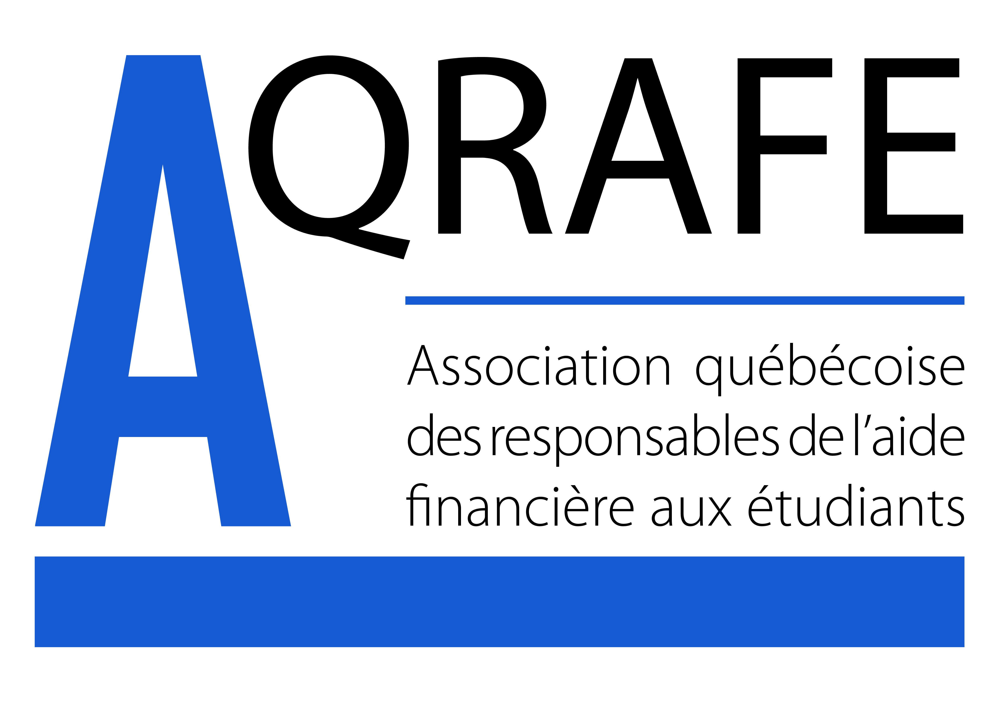 AQRAFE
Association québécoise
des responsables de l’aide
financière aux étudiants